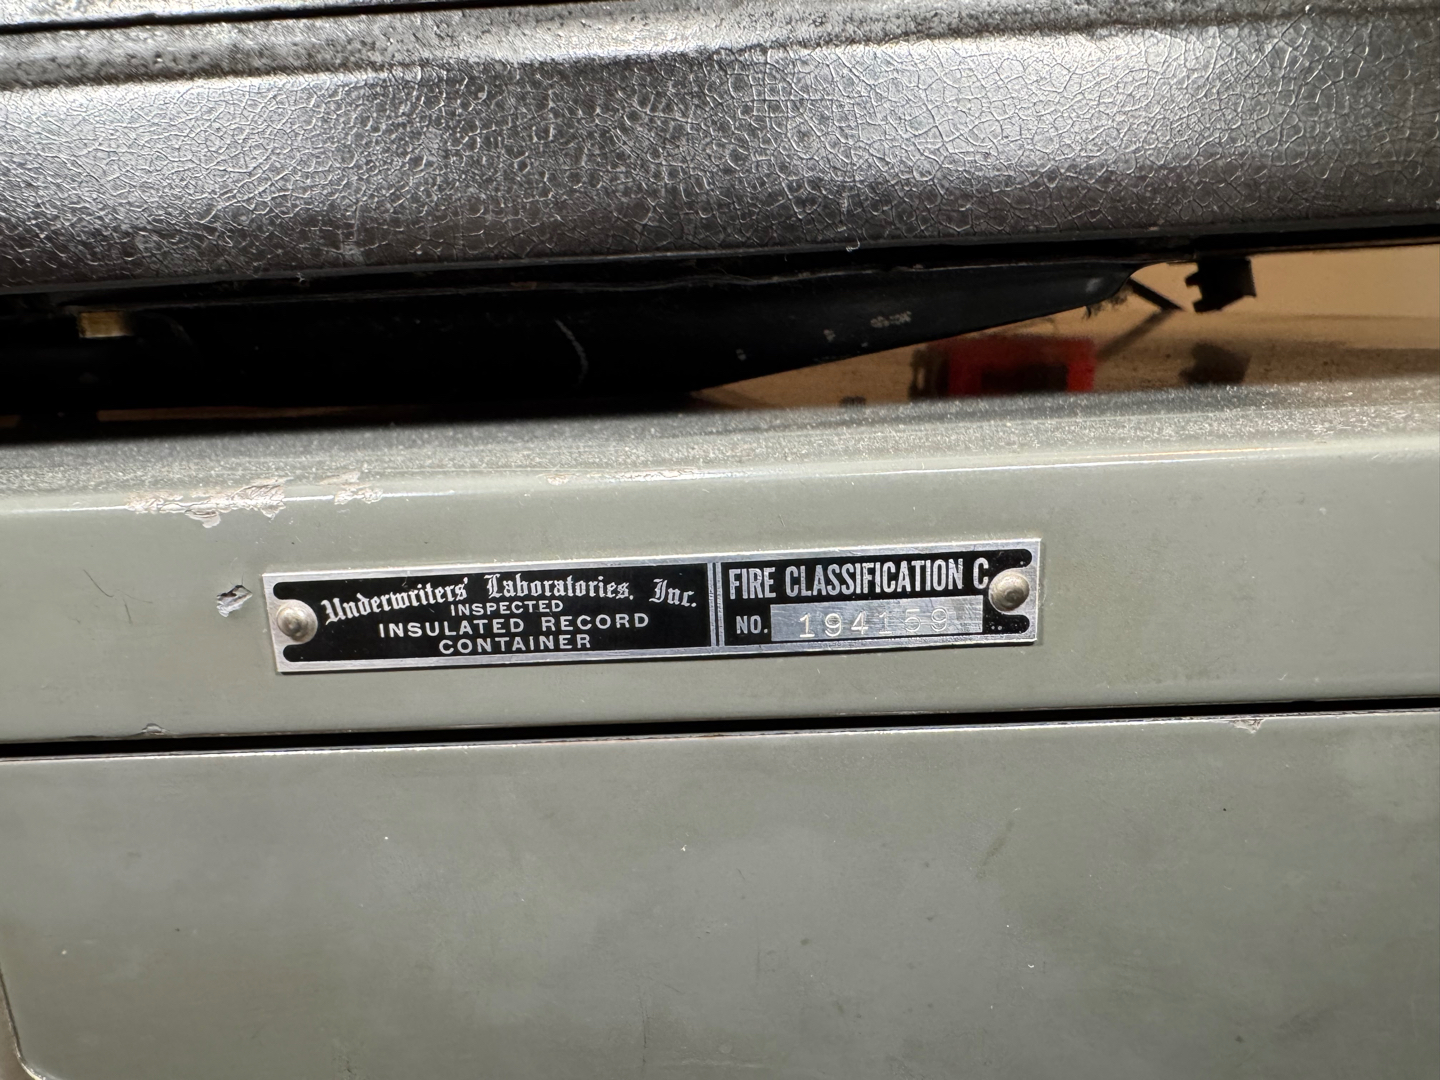 Underwriters' Laboratories, Inc.
INSPECTED
INSULATED RECORD
CONTAINER
FIRE CLASSIFICATION C
NO. 194159